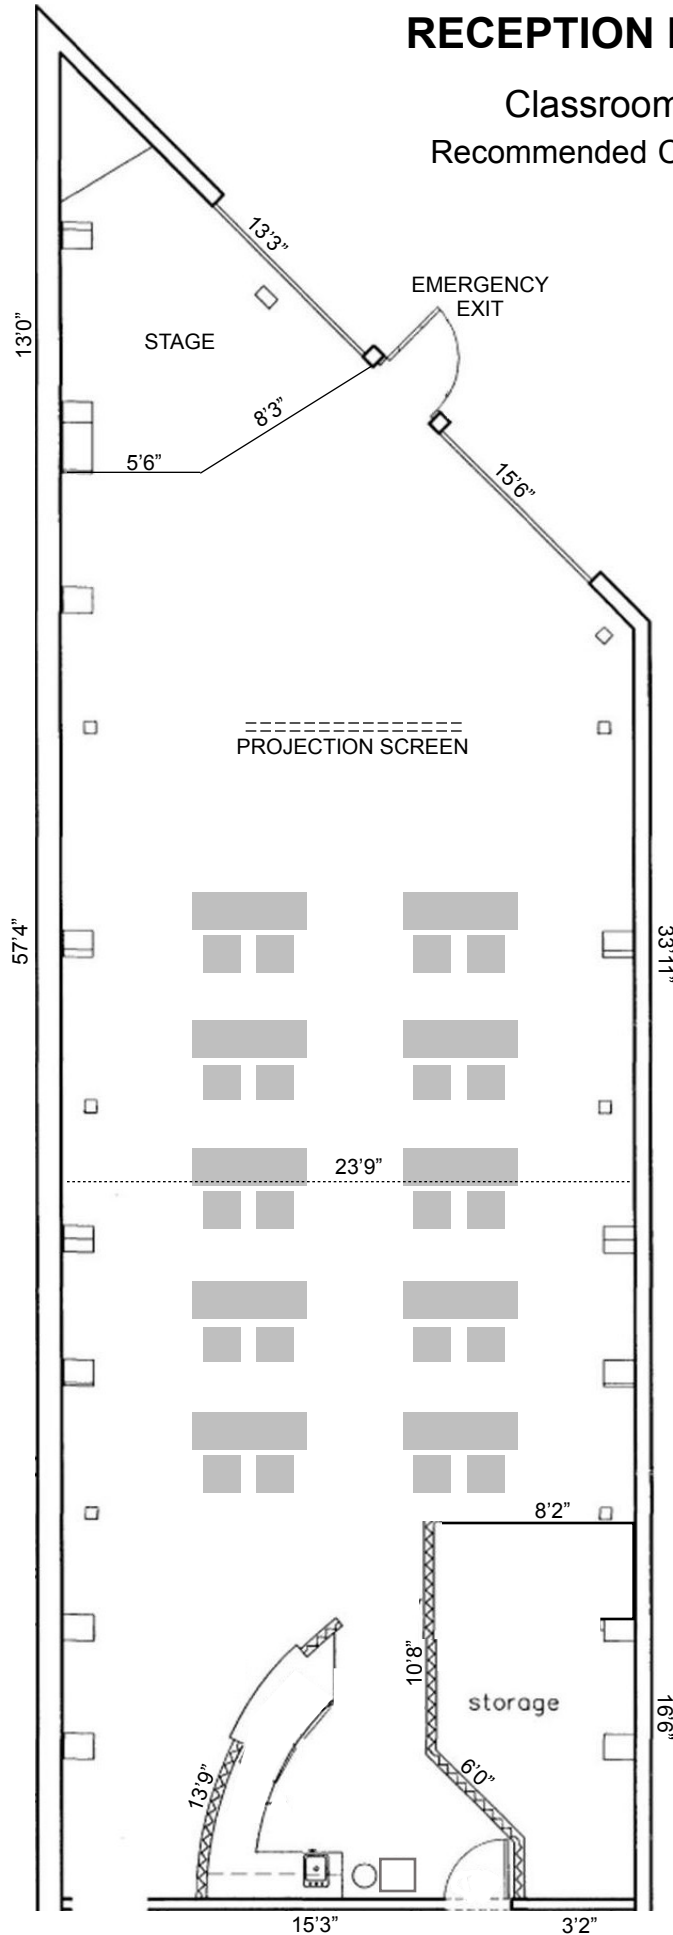 RECEPTION
Classroom
Recommended
13'3”
EMERGENCY
EXIT
13’0”
STAGE
8’3”
5’6”
15’6”
PROJECTION SCREEN
57’4”
33’11”
23’9”
8’2”
10’8”
storage
16’6”
6’0”
13’9”
15’3”
3’2”